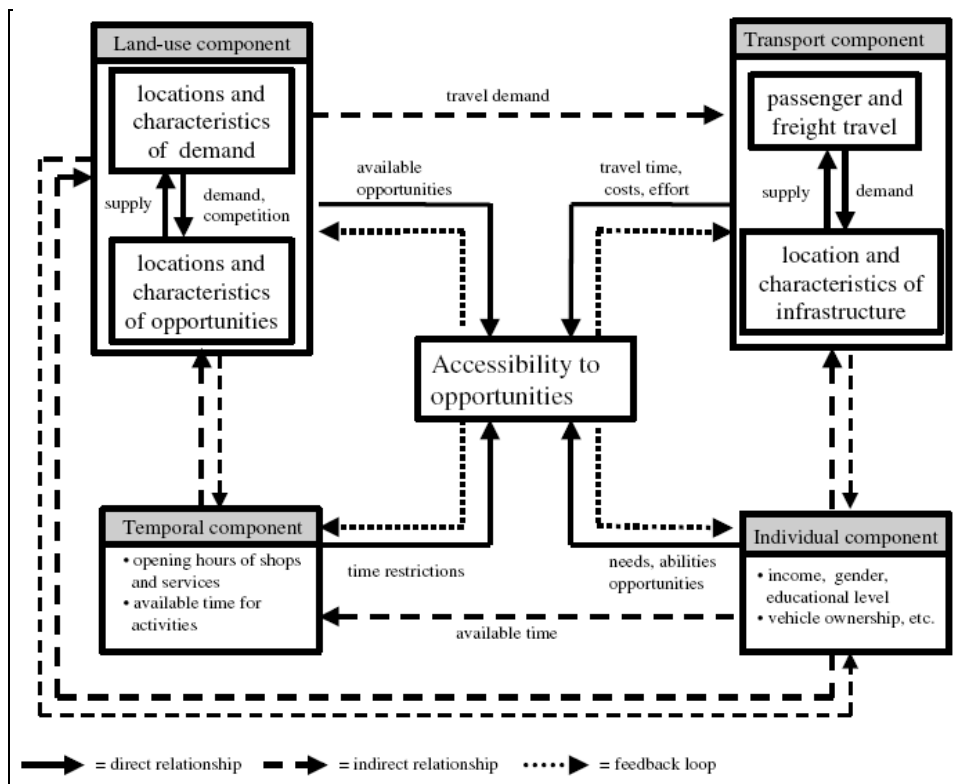 Land-use component
locations and
characteristics
of demand
supply
demand,
competition
locations and
characteristics
of opportunities
travel demand
available
opportunities
travel time,
costs, effort
Transport component
passenger and
freight travel
supply
demand
location and
characteristics of
infrastructure
Accessibility to
opportunities
Temporal component
• opening hours of shops
and services
• available time for
activities
time restrictions
needs, abilities
opportunities
available time
Individual component
• income, gender,
educational level
• vehicle ownership, etc.
= direct relationship
= indirect relationship
= feedback loop